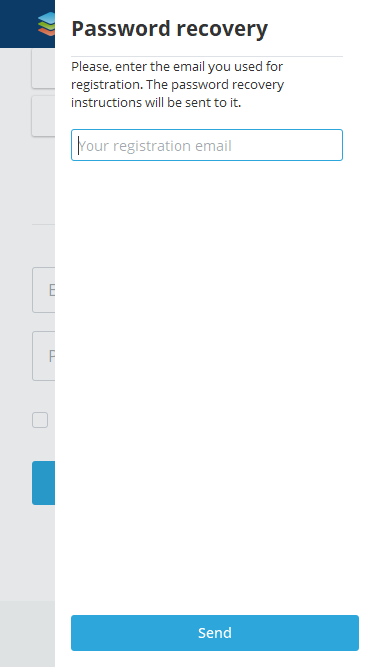 Password recovery
Please, enter the email you used for
registration. The password recovery
instructions will be sent to it.
Your registration email
E
P
Send